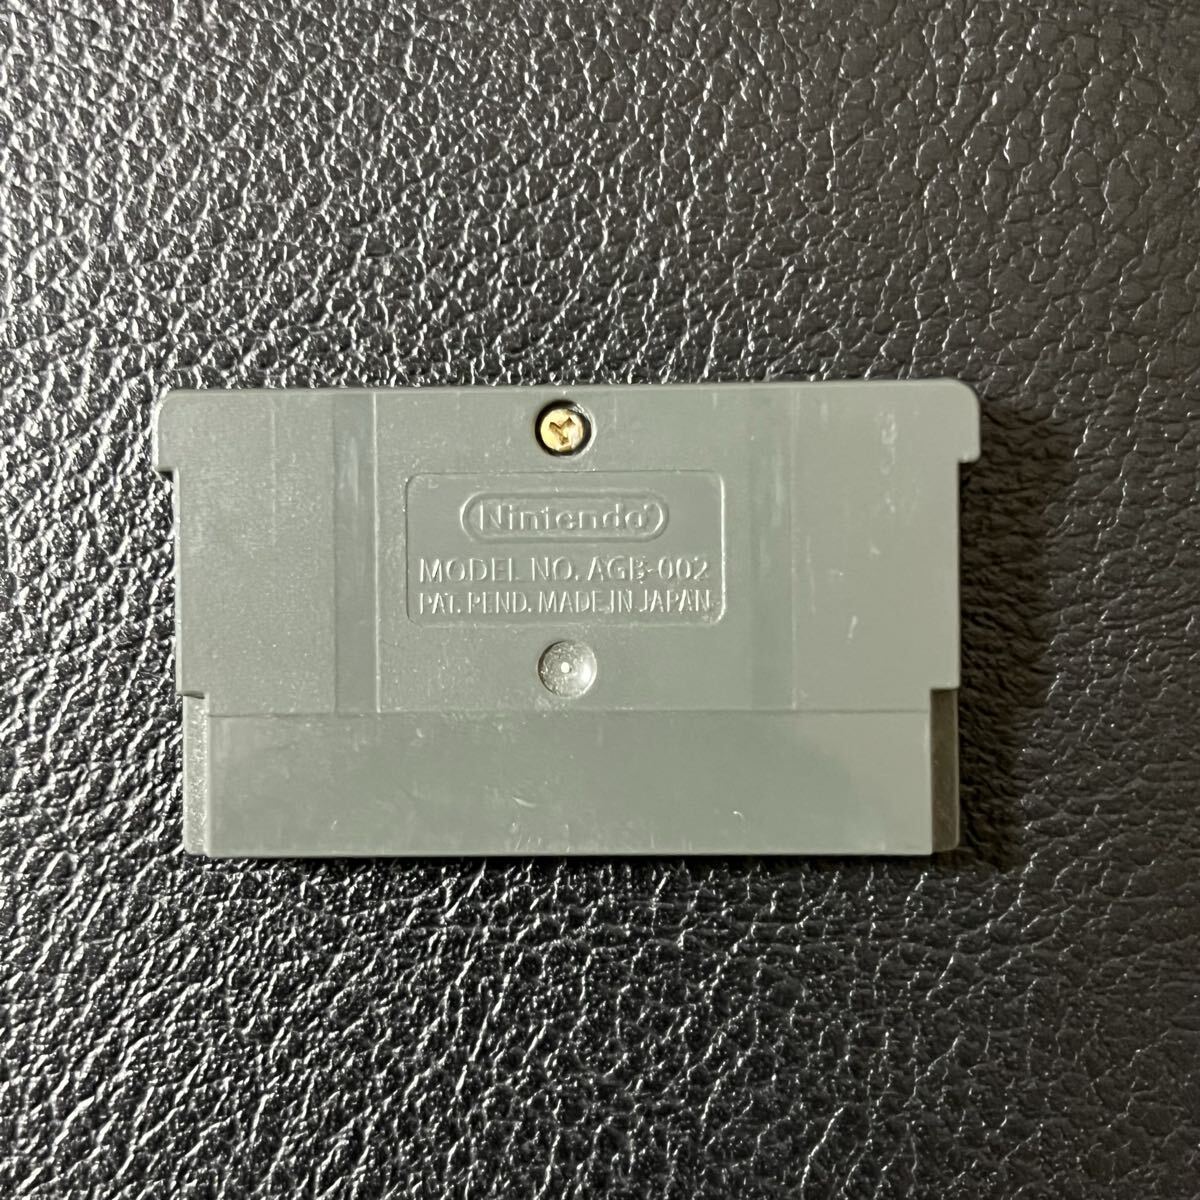 Nintendo
MODEL NO. AGB-002
PAT. PEND. MADE IN JAPAN